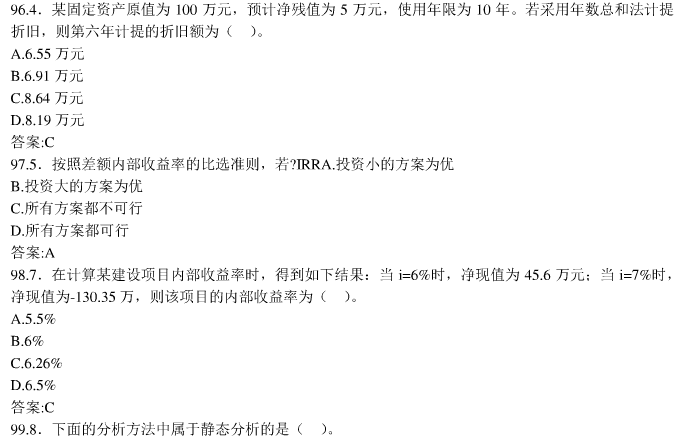 96.4．某固定资产原值为 100 万元，预计净残值为 5 万元，使用年限为 10 年。若采用年数总和法计提
折旧，则第六年计提的折旧额为（　）。
A.6.55 万元
B.6.91 万元
C.8.64 万元
D.8.19 万元
答案:C
97.5．按照差额内部收益率的比选准则，若?IRRA.投资小的方案为优
B.投资大的方案为优
C.所有方案都不可行
D.所有方案都可行
答案:A
98.7．在计算某建设项目内部收益率时，得到如下结果：当 i=6%时，净现值为 45.6 万元；当 i=7%时，
净现值为-130.35 万，则该项目的内部收益率为（　）。
A.5.5%
B.6%
C.6.26%
D.6.5%
答案:C
99.8．下面的分析方法中属于静态分析的是（　）。